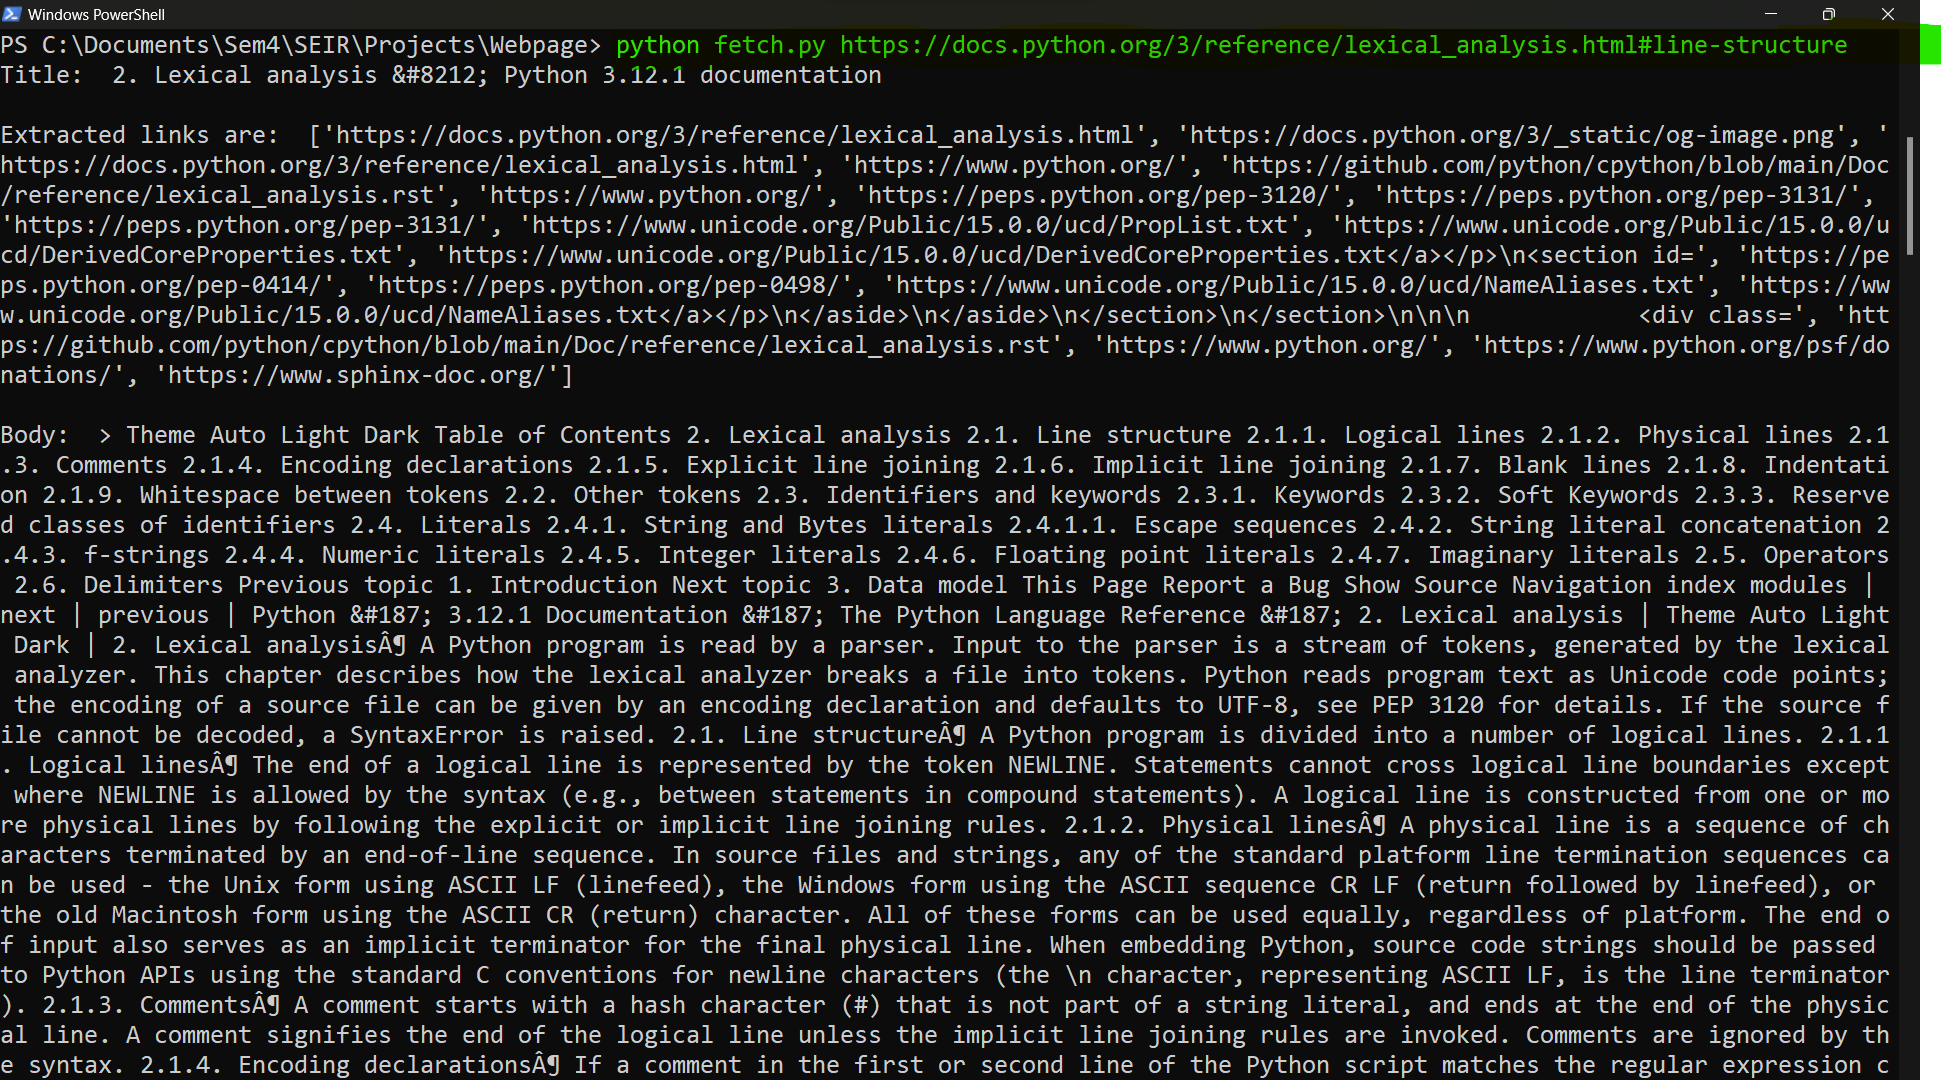 Windows PowerShell
PS C:\Documents\Sem4\SEIR\Projects\Webpage> python fetch.py https://docs.python.org/3/reference/lexical_analysis.html#line-structure
Title:  2. Lexical analysis &#8212; Python 3.12.1 documentation
Extracted links are:  ['https://docs.python.org/3/reference/lexical_analysis.html', 'https://docs.python.org/3/_static/og-image.png', '
https://docs.python.org/3/reference/lexical_analysis.html', 'https://www.python.org/', 'https://github.com/python/cpython/blob/main/Doc
/reference/lexical_analysis.rst', 'https://www.python.org/', 'https://peps.python.org/pep-3120/', 'https://peps.python.org/pep-3131/',
'https://peps.python.org/pep-3131/', 'https://www.unicode.org/Public/15.0.0/ucd/PropList.txt', 'https://www.unicode.org/Public/15.0.0/u
cd/DerivedCoreProperties.txt', 'https://www.unicode.org/Public/15.0.0/ucd/DerivedCoreProperties.txt</a></p>\n<section id=', 'https://pe
ps.python.org/pep-0414/', 'https://peps.python.org/pep-0498/', 'https://www.unicode.org/Public/15.0.0/ucd/NameAliases.txt', 'https://ww
w.unicode.org/Public/15.0.0/ucd/NameAliases.txt</a></p>\n</aside>\n</aside>\n</section>\n</section>\n\n\n            <div class=', 'htt
ps://github.com/python/cpython/blob/main/Doc/reference/lexical_analysis.rst', 'https://www.python.org/', 'https://www.python.org/psf/do
nations/', 'https://www.sphinx-doc.org/']
Body:  > Theme Auto Light Dark Table of Contents 2. Lexical analysis 2.1. Line structure 2.1.1. Logical lines 2.1.2. Physical lines 2.1
.3. Comments 2.1.4. Encoding declarations 2.1.5. Explicit line joining 2.1.6. Implicit line joining 2.1.7. Blank lines 2.1.8. Indentati
on 2.1.9. Whitespace between tokens 2.2. Other tokens 2.3. Identifiers and keywords 2.3.1. Keywords 2.3.2. Soft Keywords 2.3.3. Reserve
d classes of identifiers 2.4. Literals 2.4.1. String and Bytes literals 2.4.1.1. Escape sequences 2.4.2. String literal concatenation 2
.4.3. f-strings 2.4.4. Numeric literals 2.4.5. Integer literals 2.4.6. Floating point literals 2.4.7. Imaginary literals 2.5. Operators
2.6. Delimiters Previous topic 1. Introduction Next topic 3. Data model This Page Report a Bug Show Source Navigation index modules |
next | previous | Python &#187; 3.12.1 Documentation &#187; The Python Language Reference &#187; 2. Lexical analysis | Theme Auto Light
Dark | 2. Lexical analysisÂ¶ A Python program is read by a parser. Input to the parser is a stream of tokens, generated by the lexical
analyzer. This chapter describes how the lexical analyzer breaks a file into tokens. Python reads program text as Unicode code points;
the encoding of a source file can be given by an encoding declaration and defaults to UTF-8, see PEP 3120 for details. If the source f
ile cannot be decoded, a SyntaxError is raised. 2.1. Line structureÂ¶ A Python program is divided into a number of logical lines. 2.1.1
. Logical linesÂ¶ The end of a logical line is represented by the token NEWLINE. Statements cannot cross logical line boundaries except
where NEWLINE is allowed by the syntax (e.g., between statements in compound statements). A logical line is constructed from one or mo
re physical lines by following the explicit or implicit line joining rules. 2.1.2. Physical linesÂ¶ A physical line is a sequence of ch
aracters terminated by an end-of-line sequence. In source files and strings, any of the standard platform line termination sequences ca
n be used - the Unix form using ASCII LF (linefeed), the Windows form using the ASCII sequence CR LF (return followed by linefeed), or
the old Macintosh form using the ASCII CR (return) character. All of these forms can be used equally, regardless of platform. The end o
f input also serves as an implicit terminator for the final physical line. When embedding Python, source code strings should be passed
to Python APIs using the standard C conventions for newline characters (the \n character, representing ASCII LF, is the line terminator
). 2.1.3. CommentsÂ¶ A comment starts with a hash character (#) that is not part of a string literal, and ends at the end of the physic
al line. A comment signifies the end of the logical line unless the implicit line joining rules are invoked. Comments are ignored by th
e syntax. 2.1.4. Encoding declarationsÂ¶ If a comment in the first or second line of the Python script matches the regular expression c